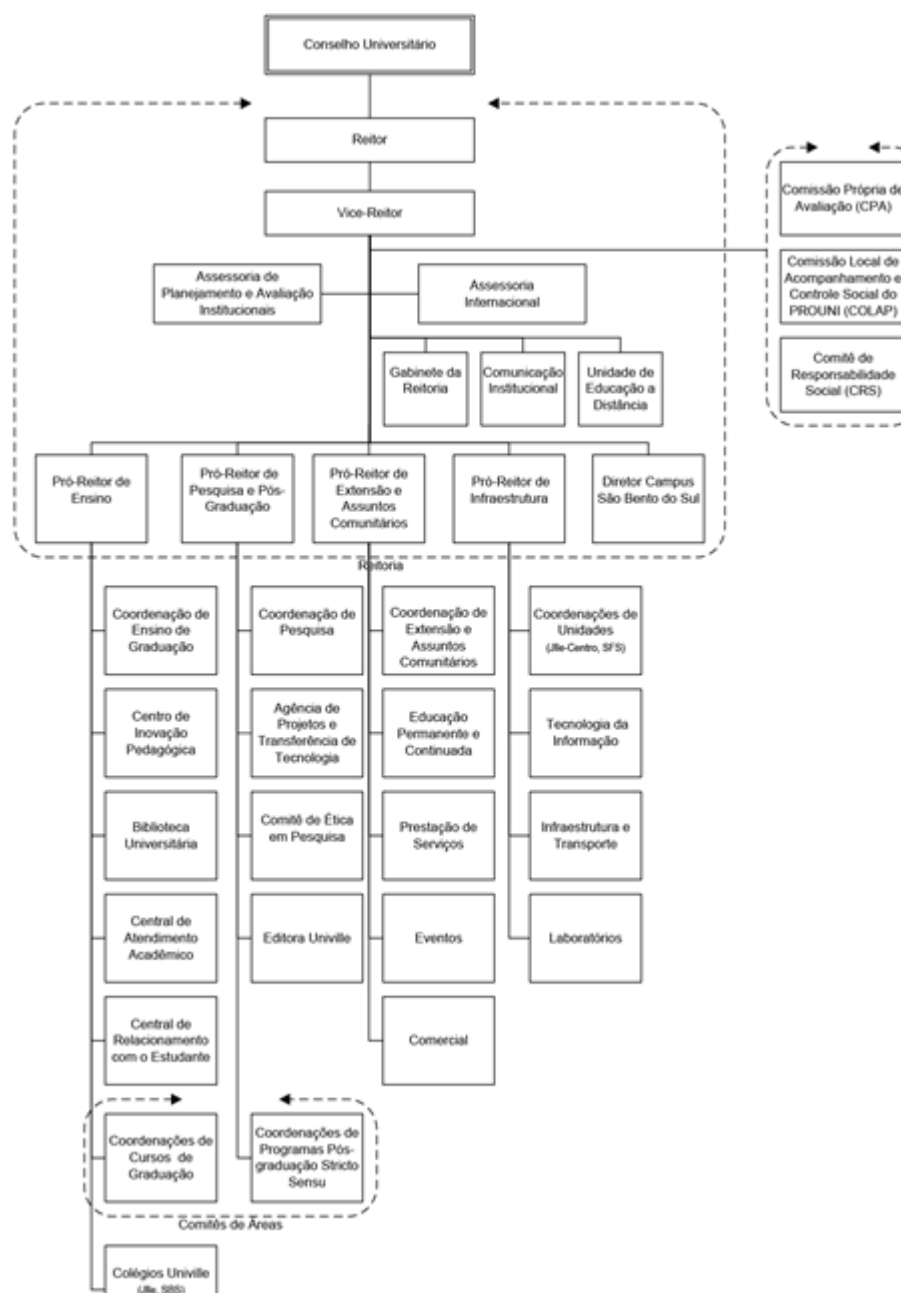 Conselho Universitário
Reitor
Vice-Reitor
Comissão Própria de
Avaliação (CPA)
Comissão Local de
Acompanhamento e
Controle Social do
PROUNI (COLAP)
Comitê de
Responsabilidade
Social (CRS)
Assessoria de
Planejamento e Avaliação
Institucionais
Assessoria
Internacional
Gabinete da
Reitoria
Comunicação
Institucional
Unidade de
Educação a
Distância
Pró-Reitor de
Ensino
Pró-Reitor de
Pesquisa e Pós-
Graduação
Pró-Reitor de
Extensão e
Assuntos
Comunitários
Pró-Reitor de
Infraestrutura
Diretor Campus
São Bento do Sul
Reitoria
Coordenação de
Ensino de
Graduação
Coordenação de
Pesquisa
Coordenação de
Extensão e
Assuntos
Comunitários
Coordenações de
Unidades
(Jlle-Centro, SFS)
Centro de
Inovação
Pedagógica
Agência de
Projetos e
Transferência de
Tecnologia
Educação
Permanente e
Continuada
Tecnologia da
Informação
Biblioteca
Universitária
Comitê de Ética
em Pesquisa
Prestação de
Serviços
Infraestrutura e
Transporte
Central de
Atendimento
Acadêmico
Editora Univille
Eventos
Laboratórios
Central de
Relacionamento
com o Estudante
Comercial
Coordenações de
Cursos de
Graduação
Coordenações de
Programas Pós-
graduação Stricto
Sensu
Comitês de Áreas
Colégios Univille
(Jlle, SBS)